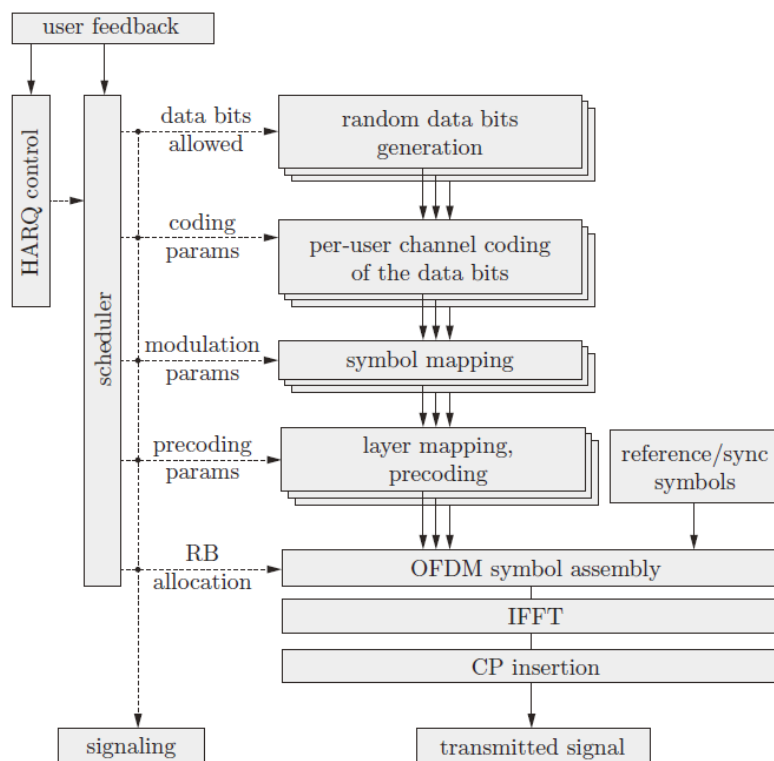 user feedback
HARQ control
scheduler
data bits
allowed
random data bits
generation
coding
params
per-user channel coding
of the data bits
modulation
params
symbol mapping
precoding
params
layer mapping,
precoding
reference/sync
symbols
RB
allocation
OFDM symbol assembly
IFFT
CP insertion
signaling
transmitted signal